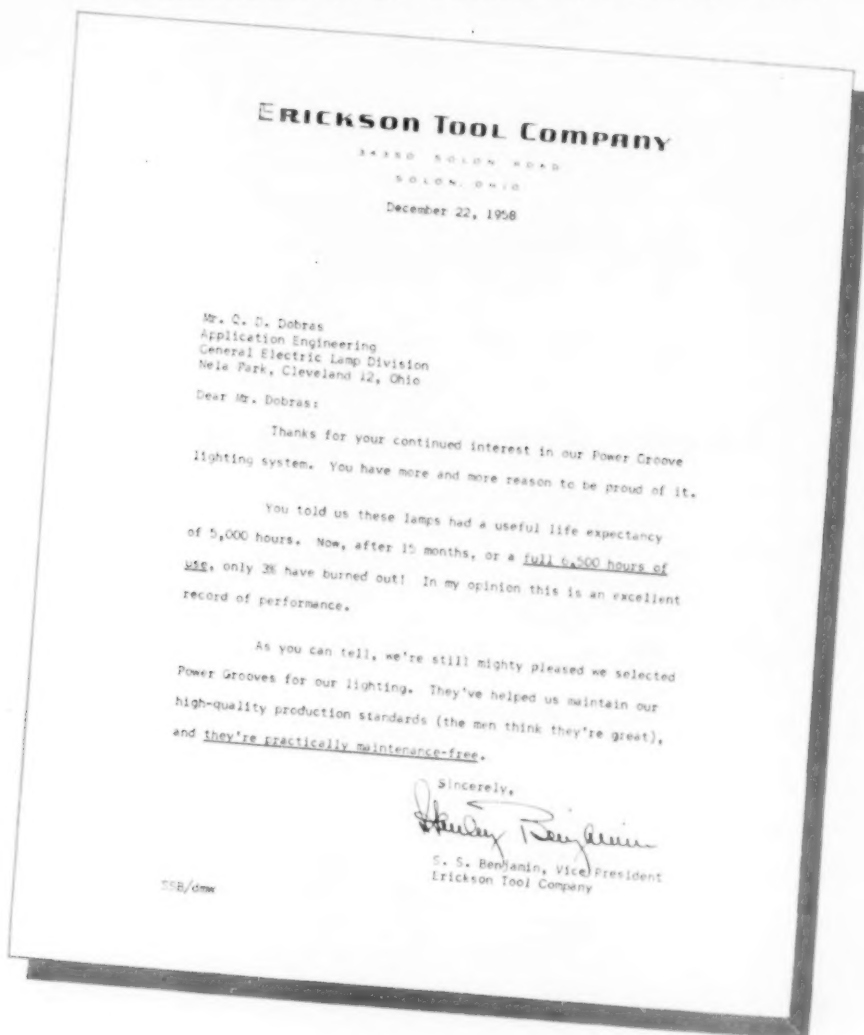 ERICKSON TOOL COMPANY
34350 SOLON ROAD
SOLON, OHIO
December 22, 1958
Mr. Q. D. Dobras
Application Engineering
General Electric Lamp Division
Nela Park, Cleveland 12, Ohio
Dear Mr. Dobras:
Thanks for your continued interest in our Power Groove
lighting system. You have more and more reason to be proud of it.
You told us these lamps had a useful life expectancy
of 5,000 hours. Now, after 15 months, or a full 6,500 hours of
use, only 3% have burned out! In my opinion this is an excellent
record of performance.
As you can tell, we're still mighty pleased we selected
Power Grooves for our lighting. They've helped us maintain our
high-quality production standards (the men think they're great),
and they're practically maintenance-free.
Sincerely,
Stanley Benjamin
S. S. Benjamin, Vice President
Erickson Tool Company
SSB/dmw